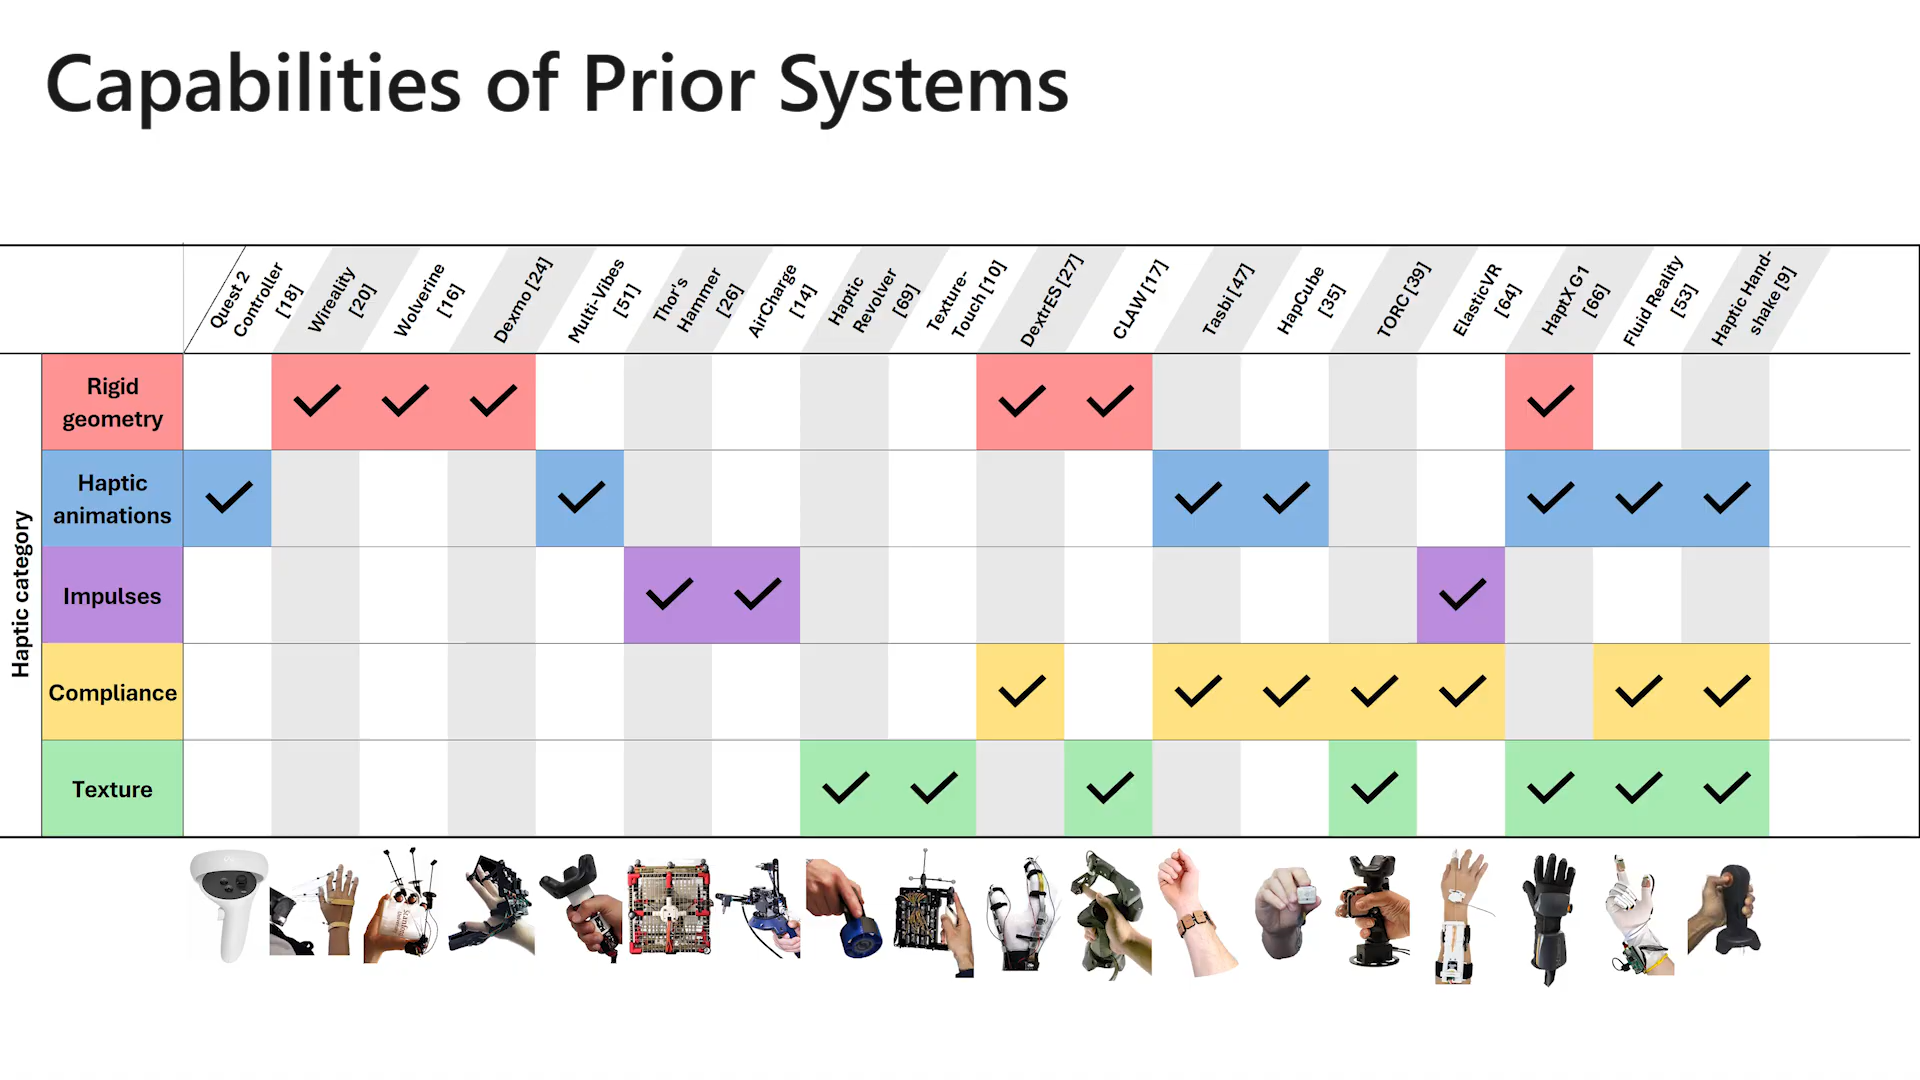 Capabilities of Prior Systems
Quest 2
Controller
[18]
Wireality
[20]
Wolverine
[16]
Dexmo [24]
Multi-Vibes
[51]
Thor's
Hammer
[26]
AirCharge
[14]
Haptic
Revolver
[69]
Texture-
Touch [10]
DextrES [27]
CLAW [17]
Tasbi [47]
HapCube
[35]
TORC [39]
ElasticVR
[64]
HaptX G1
[66]
Fluid Reality
[53]
Haptic Hand-
shake [9]
Haptic category
Rigid
geometry
Haptic
animations
Impulses
Compliance
Texture